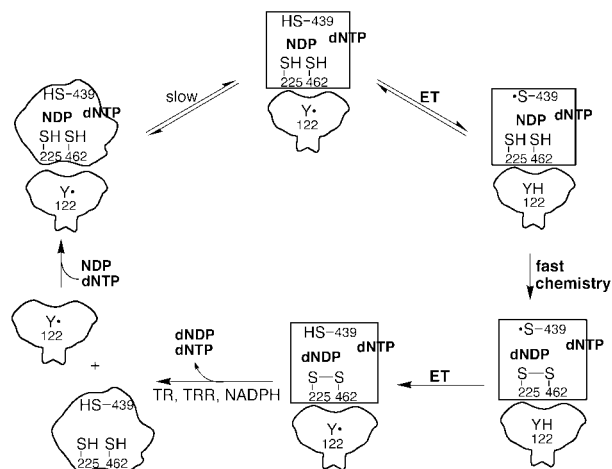 HS-439
NDP dNTP
SH SH
225 462
Y•
122
slow
ET
HS-439
dNTP
NDP
SH SH
225 462
Y•
122
•S-439
NDP dNTP
SH SH
225 462
YH
122
NDP
dNTP
fast
chemistry
Y•
122
+
HS-439
SH SH
225 462
dNDP
dNTP
TR, TRR, NADPH
HS-439
dNDP dNTP
S-S
225 462
Y•
122
ET
•S-439
dNDP dNTP
S-S
225 462
YH
122